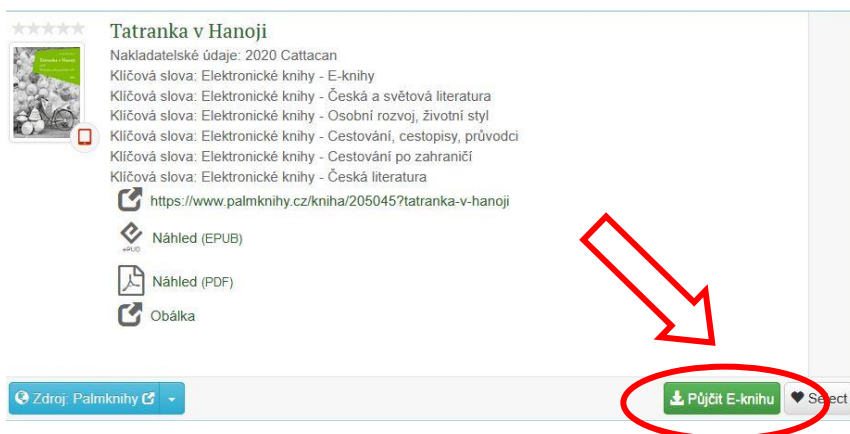 Tatranka v Hanoji
Nakladatelské údaje: 2020 Cattacan
Klíčová slova: Elektronické knihy - E-knihy
Klíčová slova: Elektronické knihy - Česká a světová literatura
Klíčová slova: Elektronické knihy - Osobní rozvoj, životní styl
Klíčová slova: Elektronické knihy - Cestování, cestopisy, průvodci
Klíčová slova: Elektronické knihy - Cestování po zahraničí
Klíčová slova: Elektronické knihy - Česká literatura
https://www.palmknihy.cz/kniha/205045?tatranka-v-hanoji
Náhled (EPUB)
Náhled (PDF)
Obálka
Zdroj: Palmknihy
Půjčit E-knihu
Select